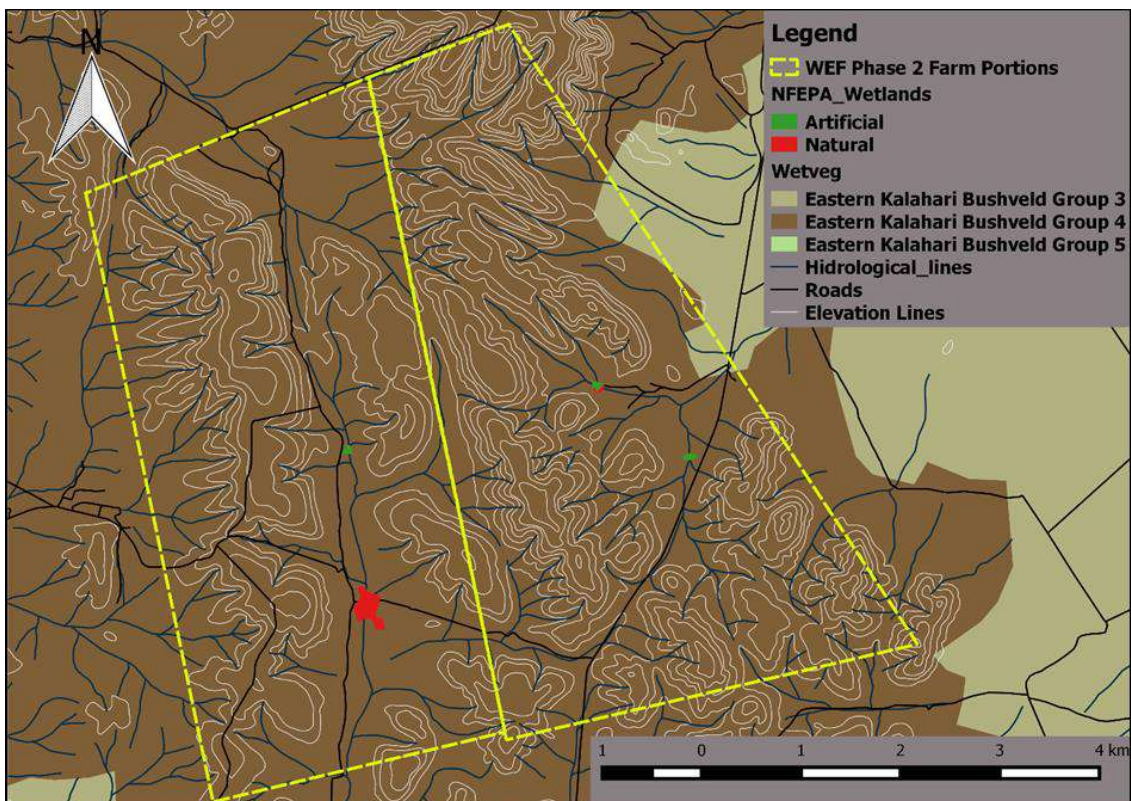 N
Legend
WEF Phase 2 Farm Portions
NFEPA_Wetlands
Artificial
Natural
Wetveg
Eastern Kalahari Bushveld Group 3
Eastern Kalahari Bushveld Group 4
Eastern Kalahari Bushveld Group 5
Hidrological_lines
Roads
Elevation Lines
1 0 1 2 3 4 km